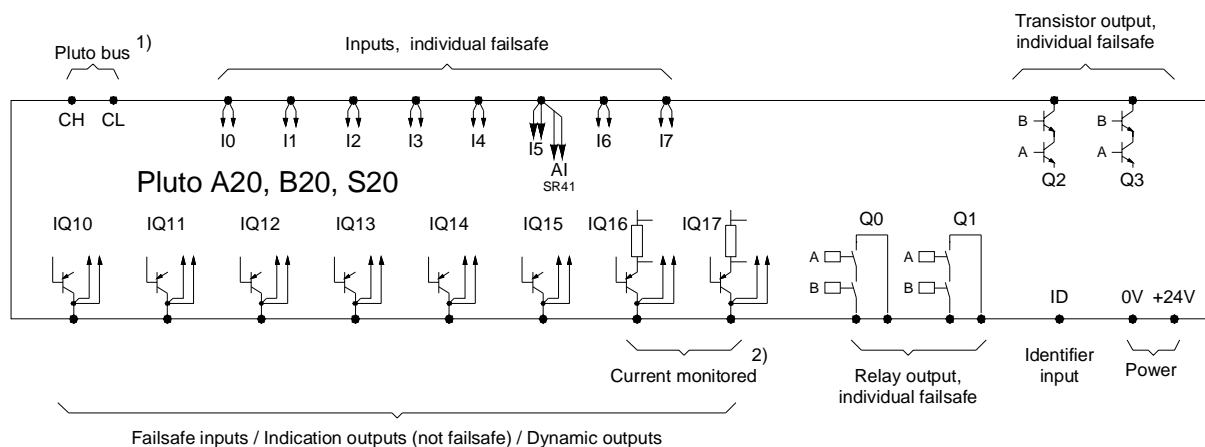 Pluto bus 1)
Inputs, individual failsafe
Transistor output,
individual failsafe
CH CL
I0 I1 I2 I3 I4 I5 I6 I7
AI
SR41
B B
A A
Q2 Q3
Pluto A20, B20, S20
IQ10 IQ11 IQ12 IQ13 IQ14 IQ15 IQ16 IQ17
Q0 Q1
A A
B B
ID
0V +24V
Current monitored 2)
Relay output,
individual failsafe
Identifier
input
Power
Failsafe inputs / Indication outputs (not failsafe) / Dynamic outputs